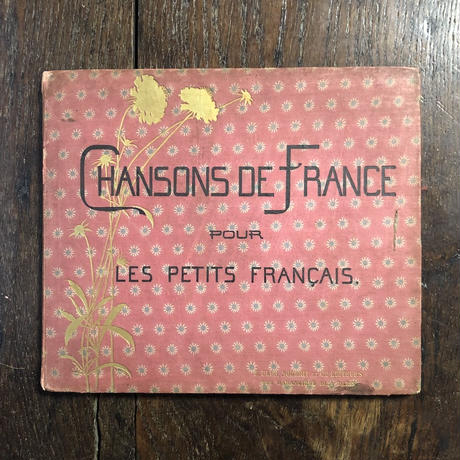 CHANSONS DE FRANCE
POUR
LES PETITS FRANÇAIS.